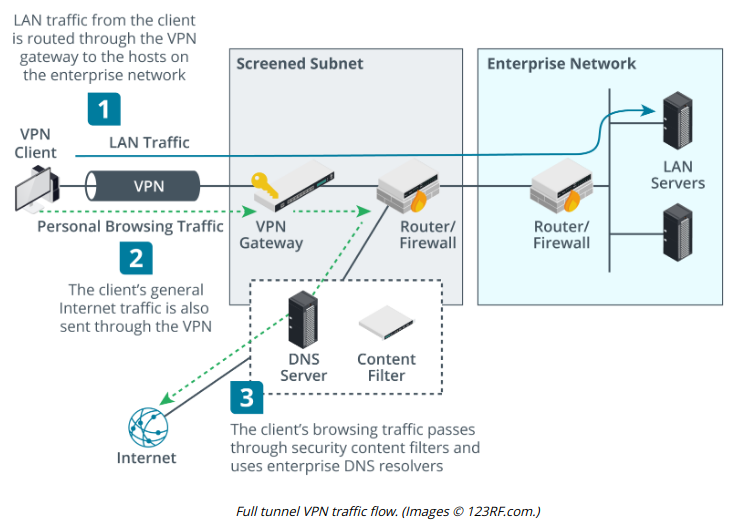 LAN traffic from the client
is routed through the VPN
gateway to the hosts on
the enterprise network
1
Screened Subnet
Enterprise Network
VPN
Client
LAN Traffic
LAN
Servers
VPN
Personal Browsing Traffic
VPN
Gateway
Router/
Firewall
Router/
Firewall
2
The client's general
Internet traffic is also
sent through the VPN
DNS
Server
Content
Filter
3
The client's browsing traffic passes
through security content filters and
uses enterprise DNS resolvers
Internet
Full tunnel VPN traffic flow. (Images © 123RF.com.)